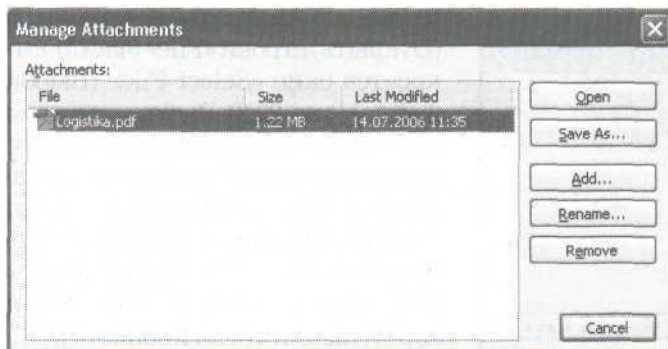 Manage Attachments
Attachments:
File Size Last Modified
Logistika.pdf 1.22 MB 14.07.2006 11:35
Open
Save As...
Add...
Rename...
Remove
Cancel